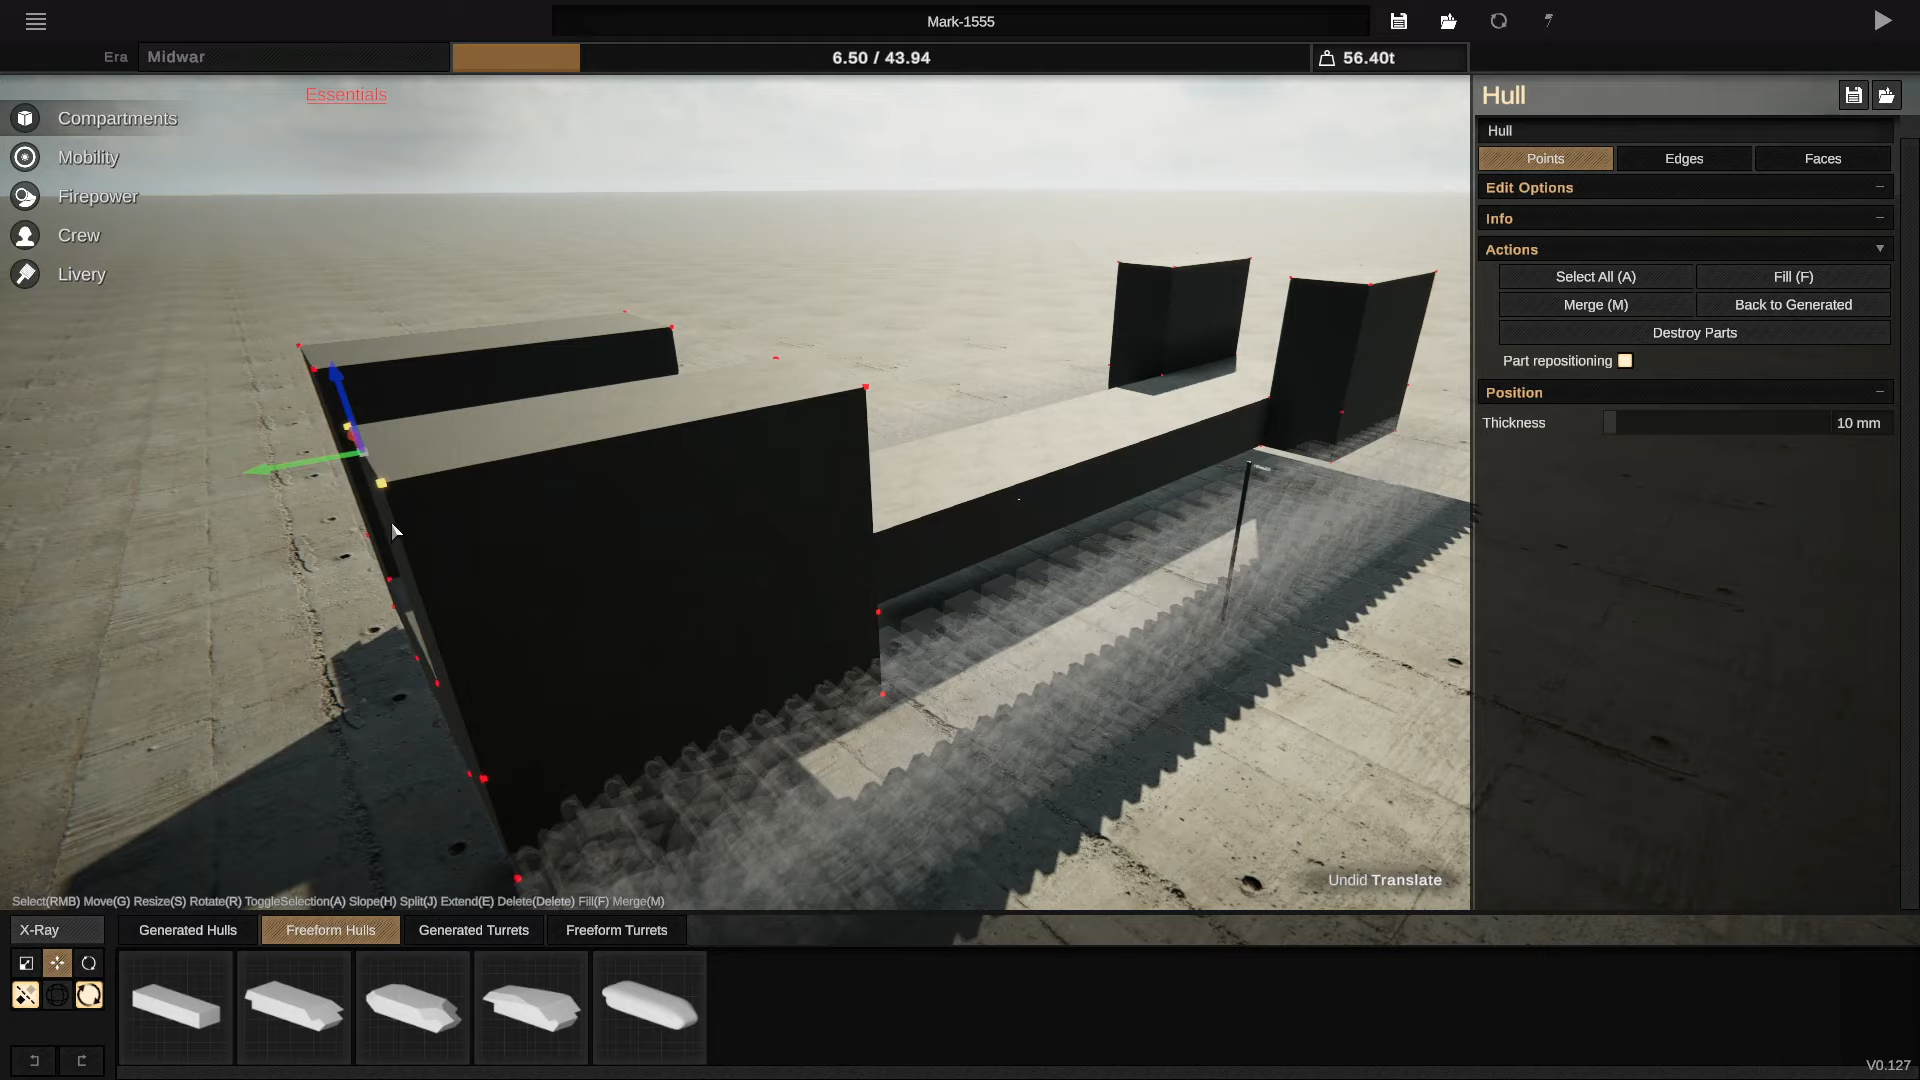 Mark-1555
Era
Midwar
6.50 / 43.94
56.40t
Essentials
Compartments
Mobility
Firepower
Crew
Livery
Hull
Hull
Points
Edges
Faces
Edit Options
Info
Actions
Select All (A)
Fill (F)
Merge (M)
Back to Generated
Destroy Parts
Part repositioning
Position
Thickness
10 mm
Undid Translate
Select(RMB) Move(G) Resize(S) Rotate(R) ToggleSelection(A) Slope(H) Split(J) Extend(E) Delete(Delete) Fill(F) Merge(M)
X-Ray
Generated Hulls
Freeform Hulls
Generated Turrets
Freeform Turrets
V0.127